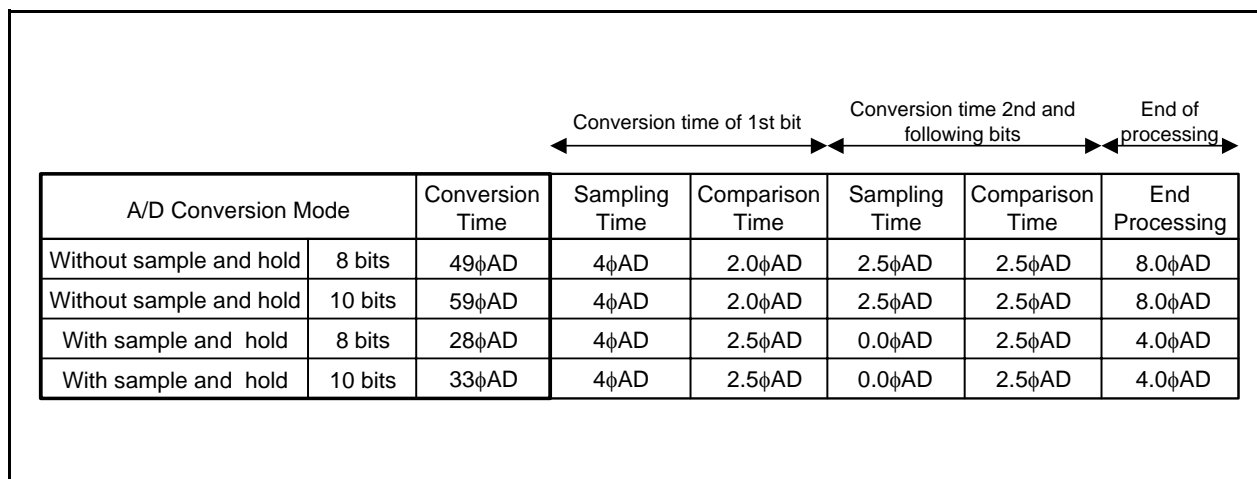 Conversion time of 1st bit
Conversion time 2nd and
following bits
End of
processing
A/D Conversion Mode
Conversion
Time
Sampling
Time
Comparison
Time
Sampling
Time
Comparison
Time
End
Processing
Without sample and hold 8 bits 49ϕAD 4ϕAD 2.0ϕAD 2.5ϕAD 2.5ϕAD 8.0ϕAD
Without sample and hold 10 bits 59ϕAD 4ϕAD 2.0ϕAD 2.5ϕAD 2.5ϕAD 8.0ϕAD
With sample and hold 8 bits 28ϕAD 4ϕAD 2.5ϕAD 0.0ϕAD 2.5ϕAD 4.0ϕAD
With sample and hold 10 bits 33ϕAD 4ϕAD 2.5ϕAD 0.0ϕAD 2.5ϕAD 4.0ϕAD